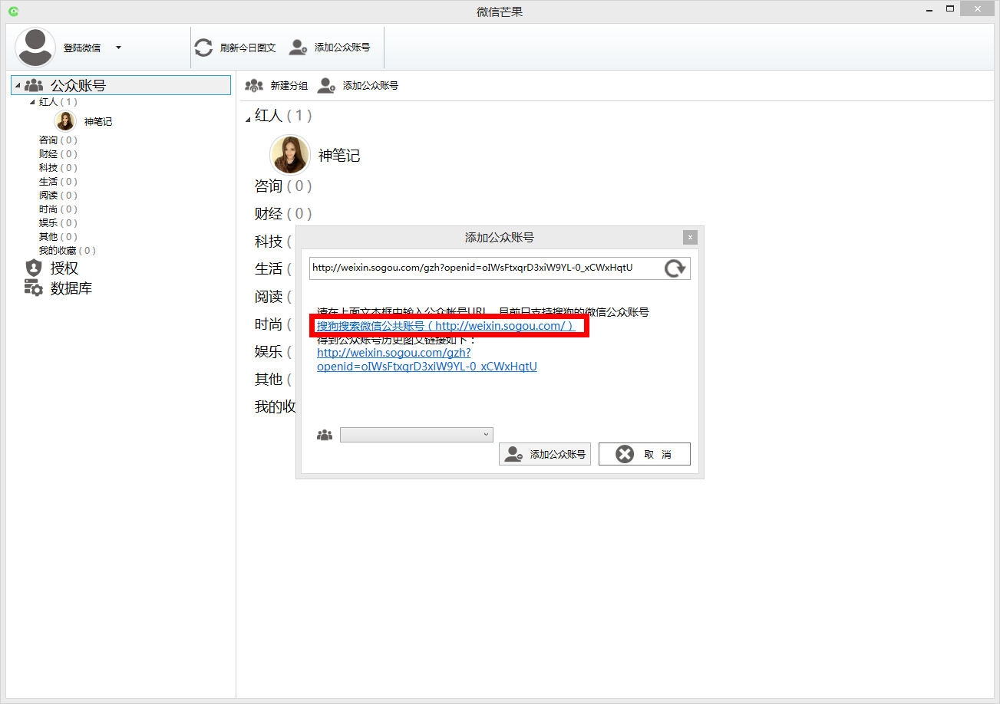 微信芒果
登陆微信
刷新今日图文
添加公众账号
公众账号
红人 ( 1 )
神笔记
咨询 ( 0 )
财经 ( 0 )
科技 ( 0 )
生活 ( 0 )
阅读 ( 0 )
时尚 ( 0 )
娱乐 ( 0 )
其他 ( 0 )
我的收藏 ( 0 )
授权
数据库
新建分组
添加公众账号
红人 ( 1 )
神笔记
咨询 ( 0 )
财经 ( 0 )
科技 (
生活 (
阅读 (
时尚 (
娱乐 (
其他 (
我的收
添加公众账号
http://weixin.sogou.com/gzh?openid=oIWsFtxqrD3xiW9YL-0_xCWxHqtU
请在上面文本框中输入公众帐号URL，目前只支持搜狗的微信公众账号
搜狗搜索微信公共账号 ( http://weixin.sogou.com/ )
得到公众账号历史图文链接如下：
http://weixin.sogou.com/gzh?
openid=oIWsFtxqrD3xiW9YL-0_xCWxHqtU
添加公众账号
取 消